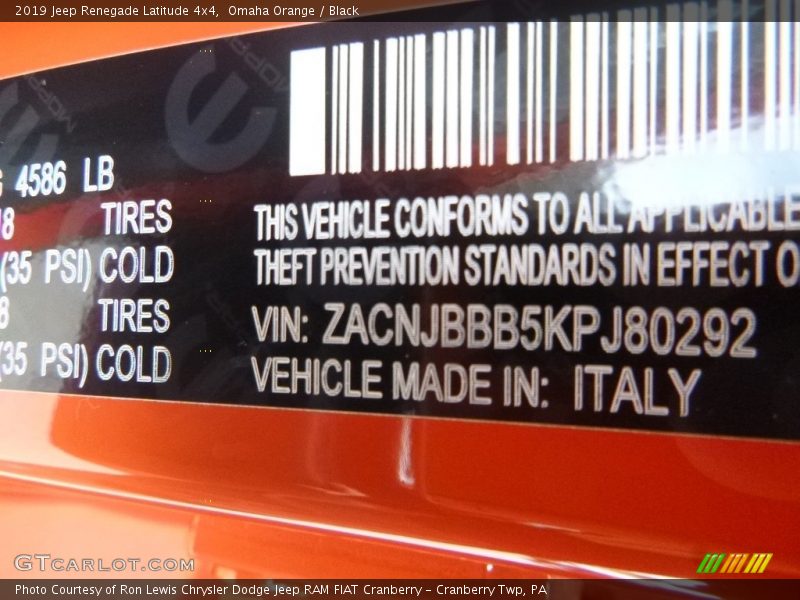 2019 Jeep Renegade Latitude 4x4,  Omaha Orange / Black
MOPAR
4586 LB
TIRES
(35 PSI) COLD
TIRES
(35 PSI) COLD
THIS VEHICLE CONFORMS TO ALL APPLICABLE
THEFT PREVENTION STANDARDS IN EFFECT
VIN: ZACNJBBB5KPJ80292
VEHICLE MADE IN: ITALY
GTCARLOT.COM
Photo Courtesy of Ron Lewis Chrysler Dodge Jeep RAM FIAT Cranberry – Cranberry Twp, PA